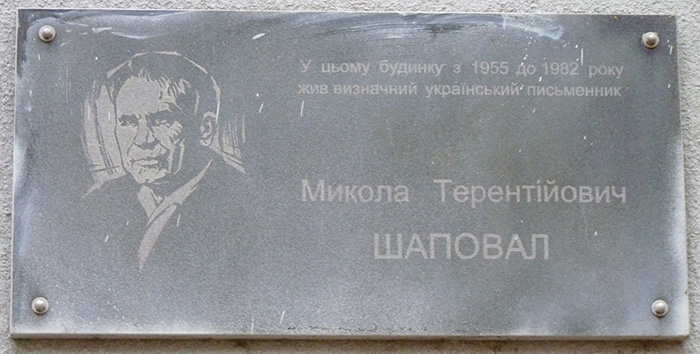 У цьому будинку з 1955 до 1982 року
жив визначний український письменник
Микола Терентійович
ШАПОВАЛ